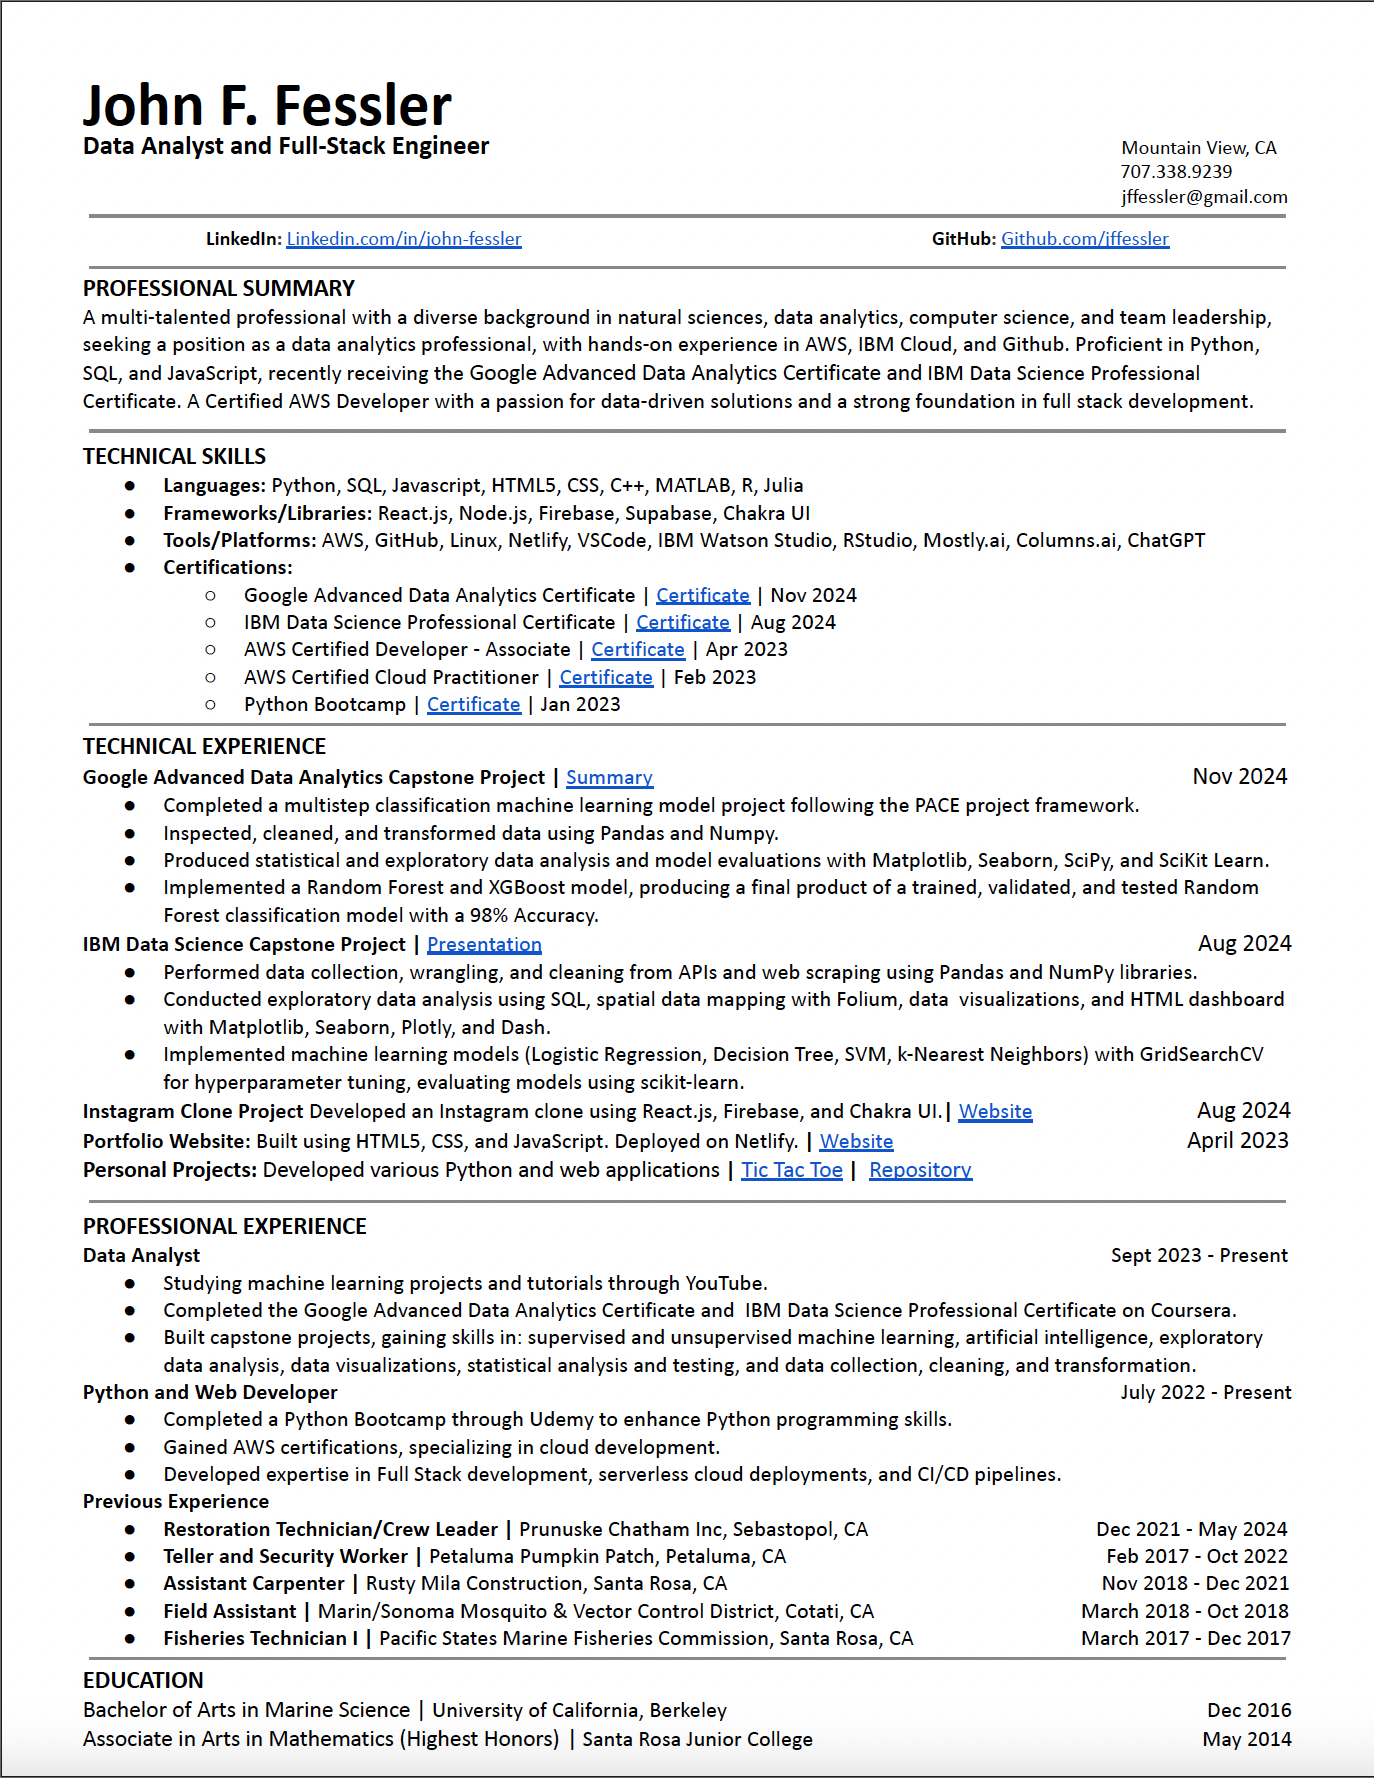 John F. Fessler
Data Analyst and Full-Stack Engineer
Mountain View, CA
707.338.9239
jffessler@gmail.com
LinkedIn: Linkedin.com/in/john-fessler GitHub: Github.com/jffessler
PROFESSIONAL SUMMARY
A multi-talented professional with a diverse background in natural sciences, data analytics, computer science, and team leadership,
seeking a position as a data analytics professional, with hands-on experience in AWS, IBM Cloud, and Github. Proficient in Python,
SQL, and JavaScript, recently receiving the Google Advanced Data Analytics Certificate and IBM Data Science Professional
Certificate. A Certified AWS Developer with a passion for data-driven solutions and a strong foundation in full stack development.
TECHNICAL SKILLS
● Languages: Python, SQL, Javascript, HTML5, CSS, C++, MATLAB, R, Julia
● Frameworks/Libraries: React.js, Node.js, Firebase, Supabase, Chakra UI
● Tools/Platforms: AWS, GitHub, Linux, Netlify, VSCode, IBM Watson Studio, RStudio, Mostly.ai, Columns.ai, ChatGPT
● Certifications:
○ Google Advanced Data Analytics Certificate | Certificate | Nov 2024
○ IBM Data Science Professional Certificate | Certificate | Aug 2024
○ AWS Certified Developer - Associate | Certificate | Apr 2023
○ AWS Certified Cloud Practitioner | Certificate | Feb 2023
○ Python Bootcamp | Certificate | Jan 2023
TECHNICAL EXPERIENCE
Google Advanced Data Analytics Capstone Project | Summary Nov 2024
● Completed a multistep classification machine learning model project following the PACE project framework.
● Inspected, cleaned, and transformed data using Pandas and Numpy.
● Produced statistical and exploratory data analysis and model evaluations with Matplotlib, Seaborn, SciPy, and SciKit Learn.
● Implemented a Random Forest and XGBoost model, producing a final product of a trained, validated, and tested Random
Forest classification model with a 98% Accuracy.
IBM Data Science Capstone Project | Presentation Aug 2024
● Performed data collection, wrangling, and cleaning from APIs and web scraping using Pandas and NumPy libraries.
● Conducted exploratory data analysis using SQL, spatial data mapping with Folium, data visualizations, and HTML dashboard
with Matplotlib, Seaborn, Plotly, and Dash.
● Implemented machine learning models (Logistic Regression, Decision Tree, SVM, k-Nearest Neighbors) with GridSearchCV
for hyperparameter tuning, evaluating models using scikit-learn.
Instagram Clone Project Developed an Instagram clone using React.js, Firebase, and Chakra UI.| Website Aug 2024
Portfolio Website: Built using HTML5, CSS, and JavaScript. Deployed on Netlify. | Website April 2023
Personal Projects: Developed various Python and web applications | Tic Tac Toe | Repository
PROFESSIONAL EXPERIENCE
Data Analyst Sept 2023 - Present
● Studying machine learning projects and tutorials through YouTube.
● Completed the Google Advanced Data Analytics Certificate and IBM Data Science Professional Certificate on Coursera.
● Built capstone projects, gaining skills in: supervised and unsupervised machine learning, artificial intelligence, exploratory
data analysis, data visualizations, statistical analysis and testing, and data collection, cleaning, and transformation.
Python and Web Developer July 2022 - Present
● Completed a Python Bootcamp through Udemy to enhance Python programming skills.
● Gained AWS certifications, specializing in cloud development.
● Developed expertise in Full Stack development, serverless cloud deployments, and CI/CD pipelines.
Previous Experience
● Restoration Technician/Crew Leader | Prunuske Chatham Inc, Sebastopol, CA Dec 2021 - May 2024
● Teller and Security Worker | Petaluma Pumpkin Patch, Petaluma, CA Feb 2017 - Oct 2022
● Assistant Carpenter | Rusty Mila Construction, Santa Rosa, CA Nov 2018 - Dec 2021
● Field Assistant | Marin/Sonoma Mosquito & Vector Control District, Cotati, CA March 2018 - Oct 2018
● Fisheries Technician I | Pacific States Marine Fisheries Commission, Santa Rosa, CA March 2017 - Dec 2017
EDUCATION
Bachelor of Arts in Marine Science | University of California, Berkeley Dec 2016
Associate in Arts in Mathematics (Highest Honors) | Santa Rosa Junior College May 2014